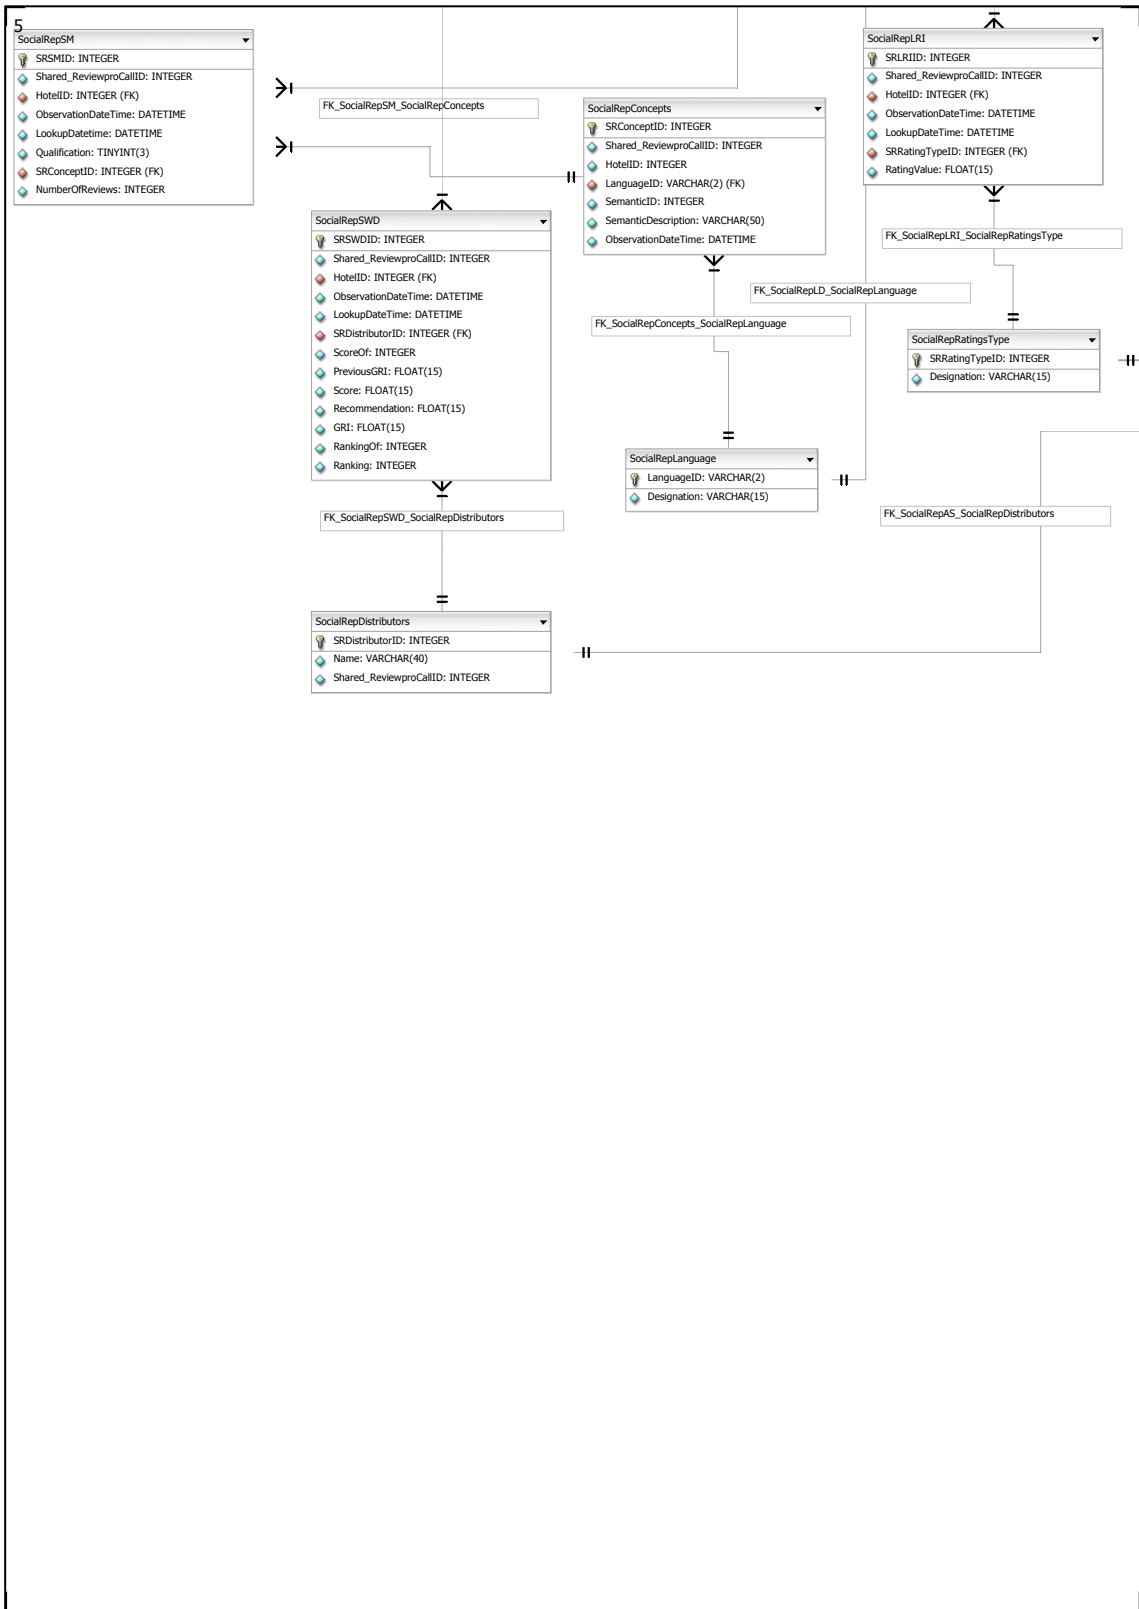 5
SocialRepSM
SRSMID: INTEGER
Shared_ReviewproCallID: INTEGER
HotelID: INTEGER (FK)
ObservationDateTime: DATETIME
LookupDatetime: DATETIME
Qualification: TINYINT(3)
SRConceptID: INTEGER (FK)
NumberOfReviews: INTEGER
FK_SocialRepSM_SocialRepConcepts
SocialRepConcepts
SRConceptID: INTEGER
Shared_ReviewproCallID: INTEGER
HotelID: INTEGER
LanguageID: VARCHAR(2) (FK)
SemanticID: INTEGER
SemanticDescription: VARCHAR(50)
ObservationDateTime: DATETIME
SocialRepLRI
SRLRIID: INTEGER
Shared_ReviewproCallID: INTEGER
HotelID: INTEGER (FK)
ObservationDateTime: DATETIME
LookupDateTime: DATETIME
SRRatingTypeID: INTEGER (FK)
RatingValue: FLOAT(15)
SocialRepSWD
SRSWDID: INTEGER
Shared_ReviewproCallID: INTEGER
HotelID: INTEGER (FK)
ObservationDateTime: DATETIME
LookupDateTime: DATETIME
SRDistributorID: INTEGER (FK)
ScoreOf: INTEGER
PreviousGRI: FLOAT(15)
Score: FLOAT(15)
Recommendation: FLOAT(15)
GRI: FLOAT(15)
RankingOf: INTEGER
Ranking: INTEGER
FK_SocialRepLRI_SocialRepRatingsType
FK_SocialRepLD_SocialRepLanguage
FK_SocialRepConcepts_SocialRepLanguage
SocialRepRatingsType
SRRatingTypeID: INTEGER
Designation: VARCHAR(15)
SocialRepLanguage
LanguageID: VARCHAR(2)
Designation: VARCHAR(15)
FK_SocialRepSWD_SocialRepDistributors
FK_SocialRepAS_SocialRepDistributors
SocialRepDistributors
SRDistributorID: INTEGER
Name: VARCHAR(40)
Shared_ReviewproCallID: INTEGER